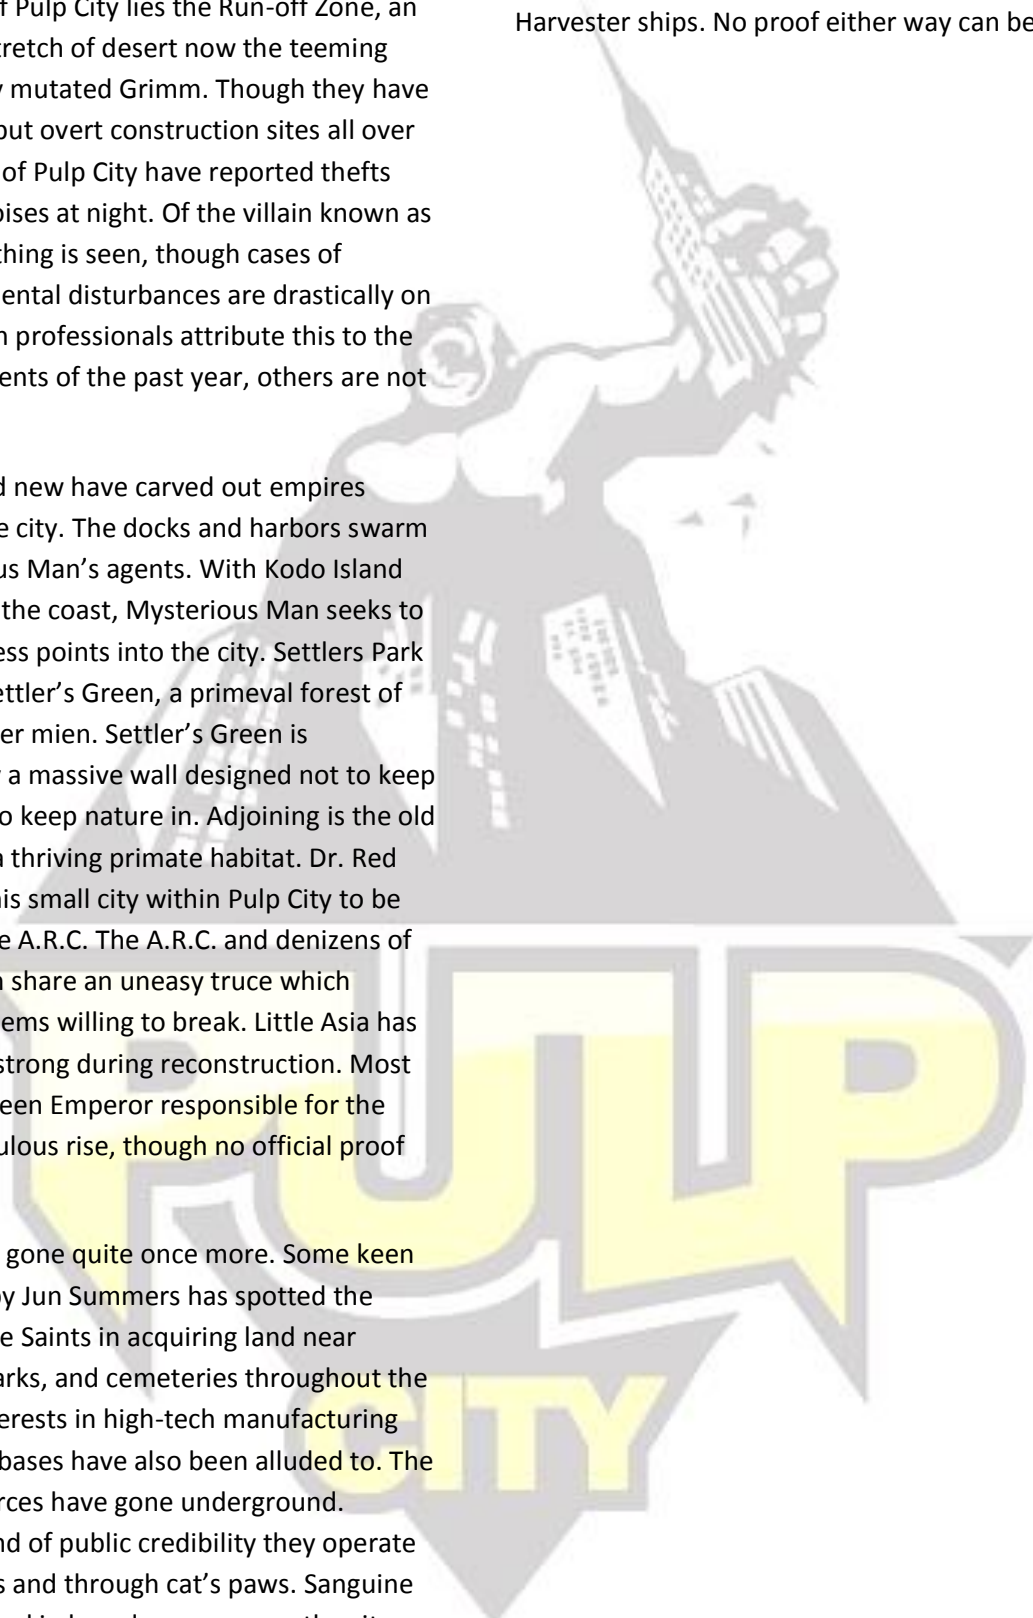 f Pulp City lies the Run-off Zone, an
tretch of desert now the teeming
y mutated Grimm. Though they have
but overt construction sites all over
of Pulp City have reported thefts
oises at night. Of the villain known as
thing is seen, though cases of
ental disturbances are drastically on
n professionals attribute this to the
ents of the past year, others are not
d new have carved out empires
e city. The docks and harbors swarm
us Man’s agents. With Kodo Island
the coast, Mysterious Man seeks to
ess points into the city. Settlers Park
ettler’s Green, a primeval forest of
er mien. Settler’s Green is
y a massive wall designed not to keep
o keep nature in. Adjoining is the old
a thriving primate habitat. Dr. Red
is small city within Pulp City to be
e A.R.C. The A.R.C. and denizens of
n share an uneasy truce which
ems willing to break. Little Asia has
strong during reconstruction. Most
een Emperor responsible for the
ulous rise, though no official proof
gone quite once more. Some keen
by Jun Summers has spotted the
e Saints in acquiring land near
arks, and cemeteries throughout the
erests in high-tech manufacturing
bases have also been alluded to. The
rces have gone underground.
nd of public credibility they operate
s and through cat’s paws. Sanguine
Harvester ships. No proof either way can be
PULP
CITY